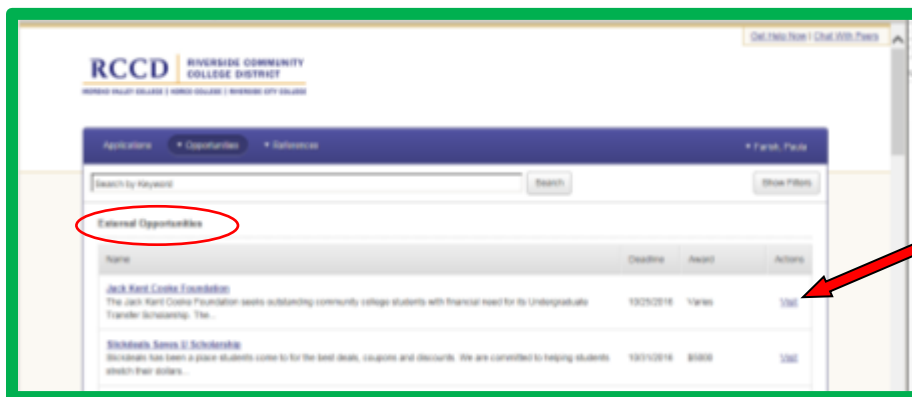 Get Help Now | Chat With Peers
RCCD RIVERSIDE COMMUNITY
COLLEGE DISTRICT
MORENO VALLEY COLLEGE | NORCO COLLEGE | RIVERSIDE CITY COLLEGE
Applications Opportunities References Farish, Paula
Search by Keyword Search Show Filters
External Opportunities
Name Deadline Award Actions
Jack Kent Cooke Foundation
The Jack Kent Cooke Foundation seeks outstanding community college students with financial need for its Undergraduate 10/25/2016 Varies Visit
Transfer Scholarship. The...
Slickdeals Saves U Scholarship
Slickdeals has been a place students come to for the best deals, coupons and discounts. We are committed to helping students 10/31/2016 Visit
stretch their dollars...